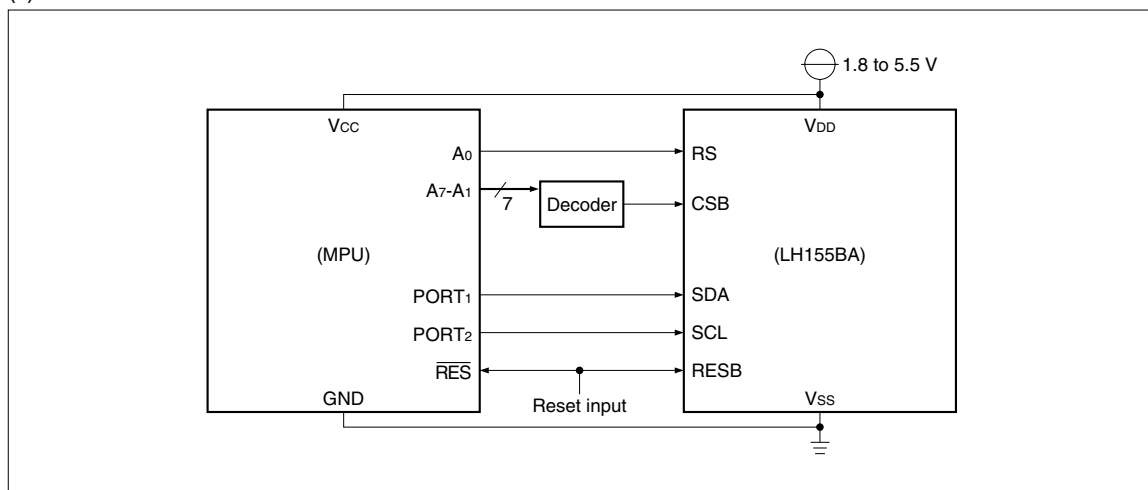 1.8 to 5.5 V
VCC
VDD
A0
RS
A7-A1
7
Decoder
CSB
(MPU)
(LH155BA)
PORT1
SDA
PORT2
SCL
RES
RESB
Reset input
GND
VSS